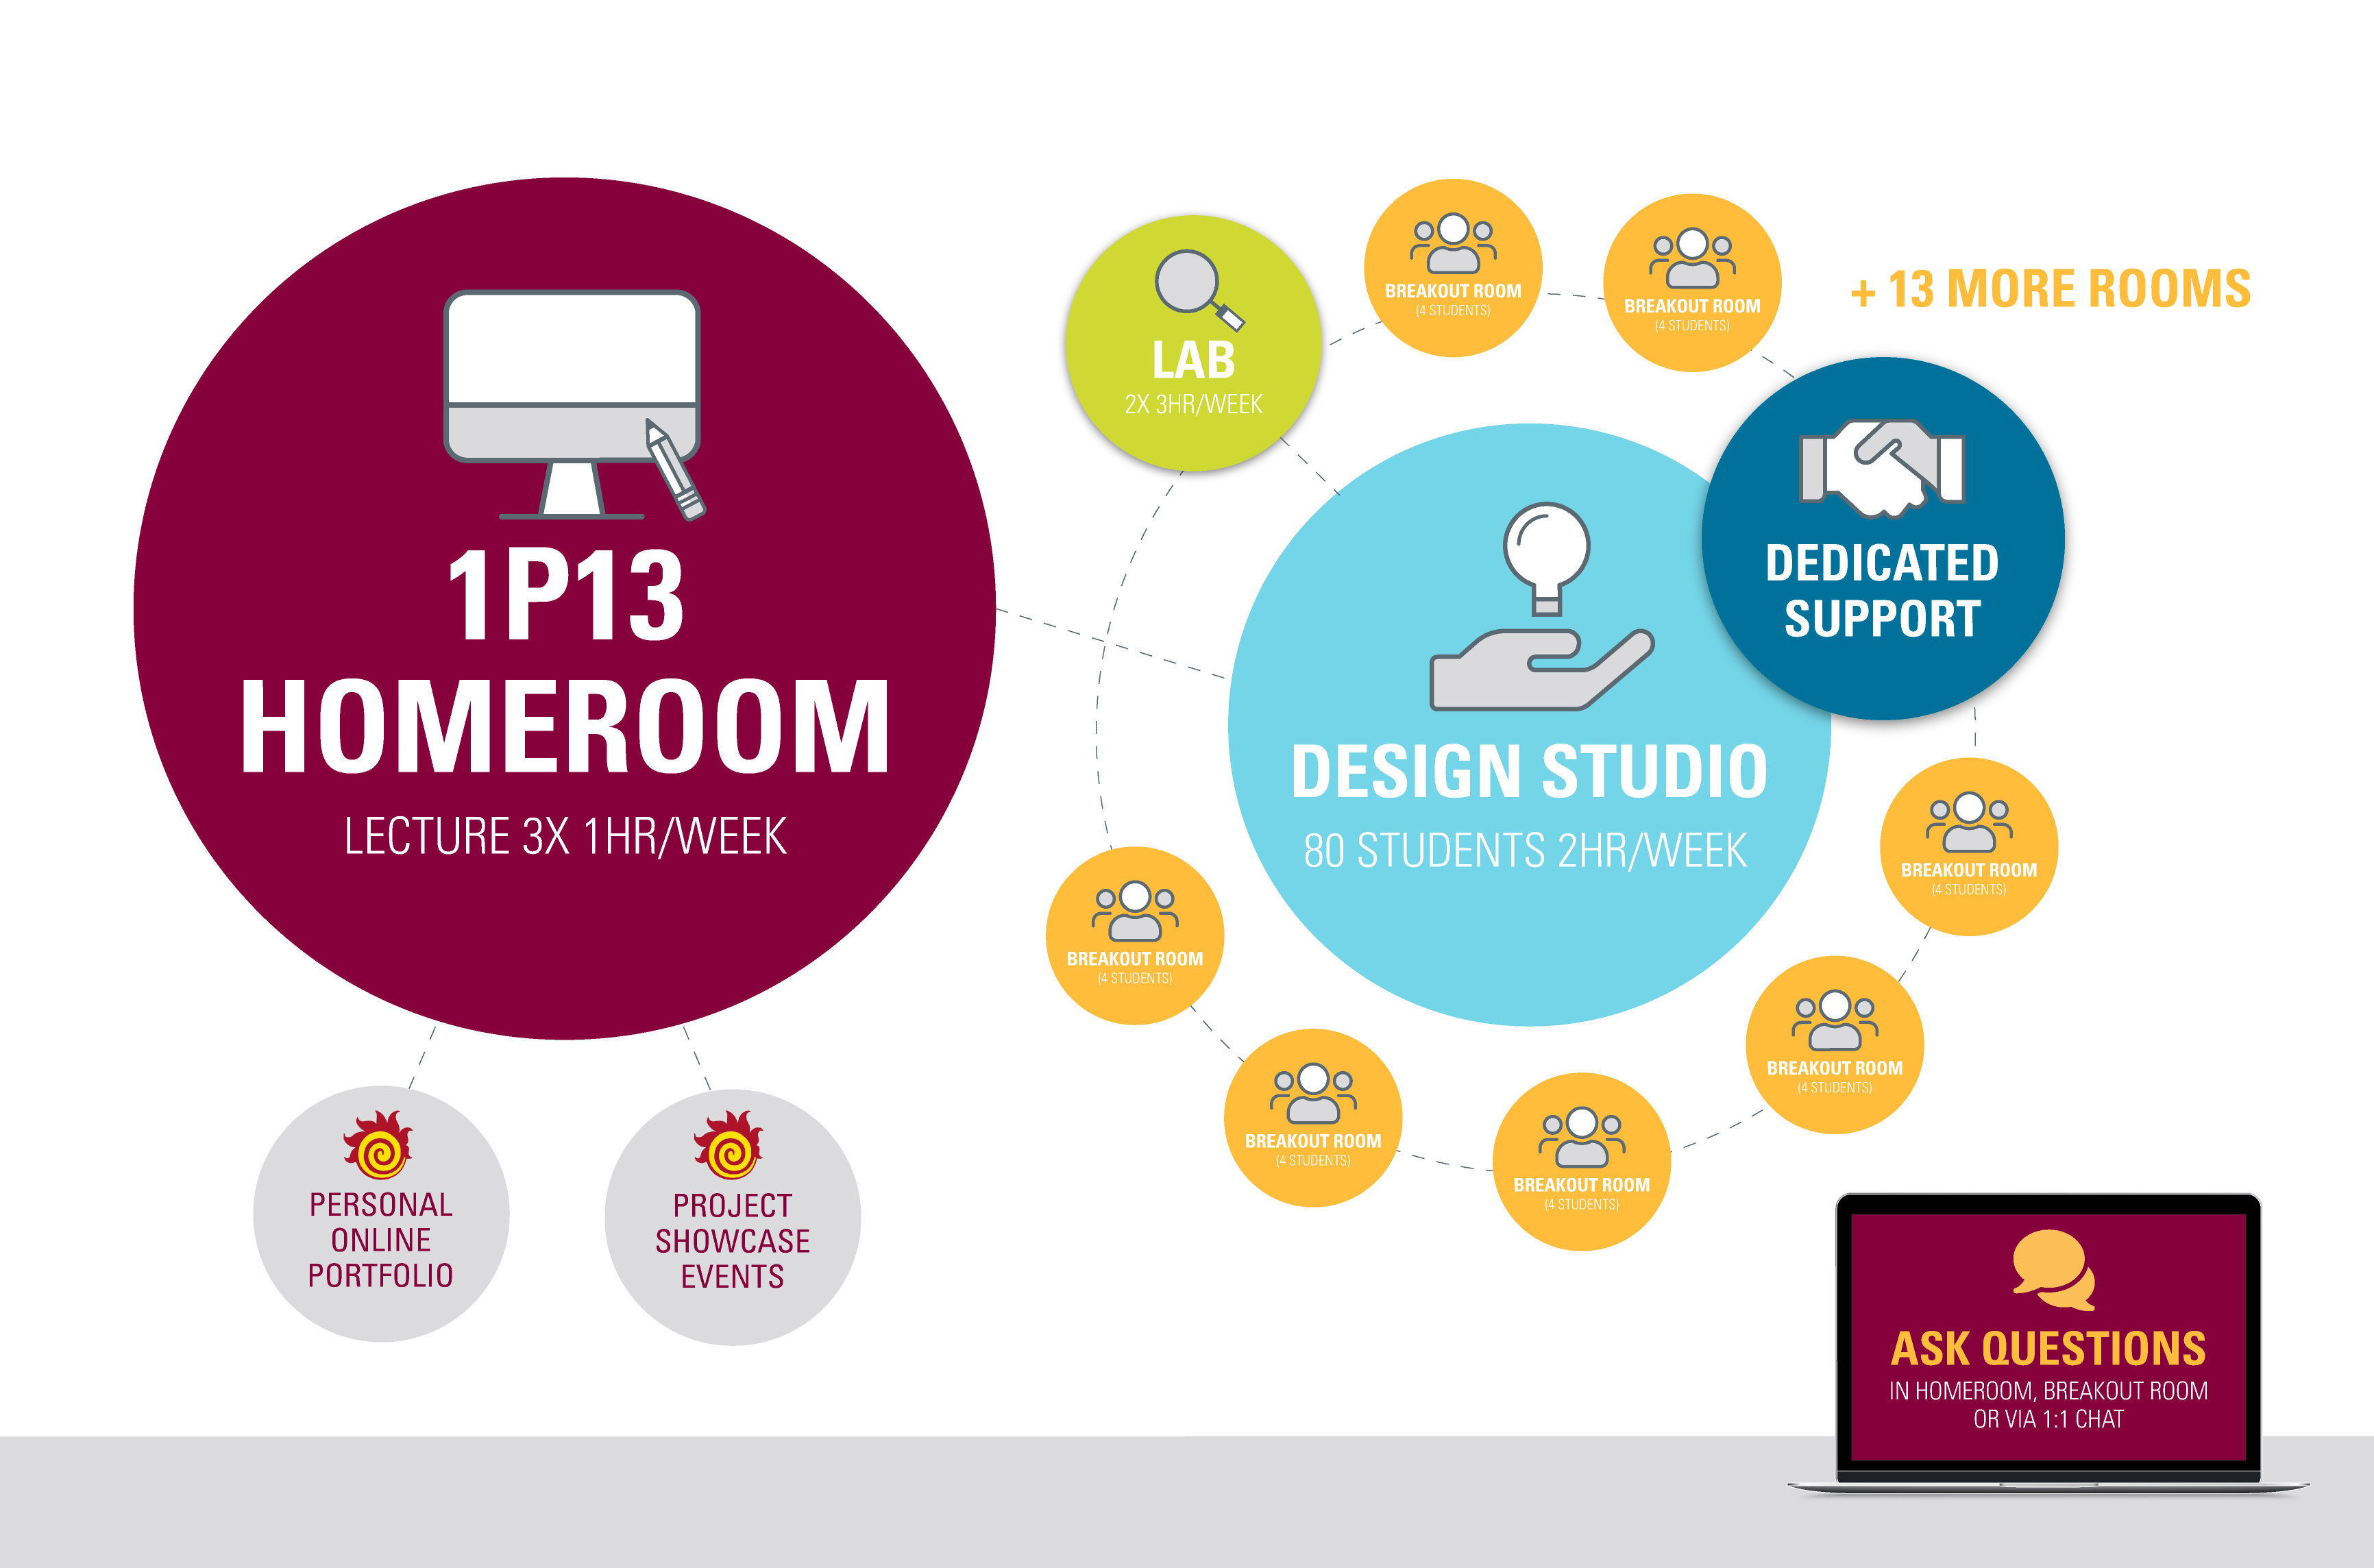 1P13
HOMEROOM
LECTURE 3X 1HR/WEEK
PERSONAL
ONLINE
PORTFOLIO
PROJECT
SHOWCASE
EVENTS
LAB
2X 3HR/WEEK
BREAKOUT ROOM
(4 STUDENTS)
BREAKOUT ROOM
(4 STUDENTS)
+ 13 MORE ROOMS
DEDICATED
SUPPORT
DESIGN STUDIO
80 STUDENTS 2HR/WEEK
BREAKOUT ROOM
(4 STUDENTS)
BREAKOUT ROOM
(4 STUDENTS)
BREAKOUT ROOM
(4 STUDENTS)
BREAKOUT ROOM
(4 STUDENTS)
BREAKOUT ROOM
(4 STUDENTS)
ASK QUESTIONS
IN HOMEROOM, BREAKOUT ROOM
OR VIA 1:1 CHAT